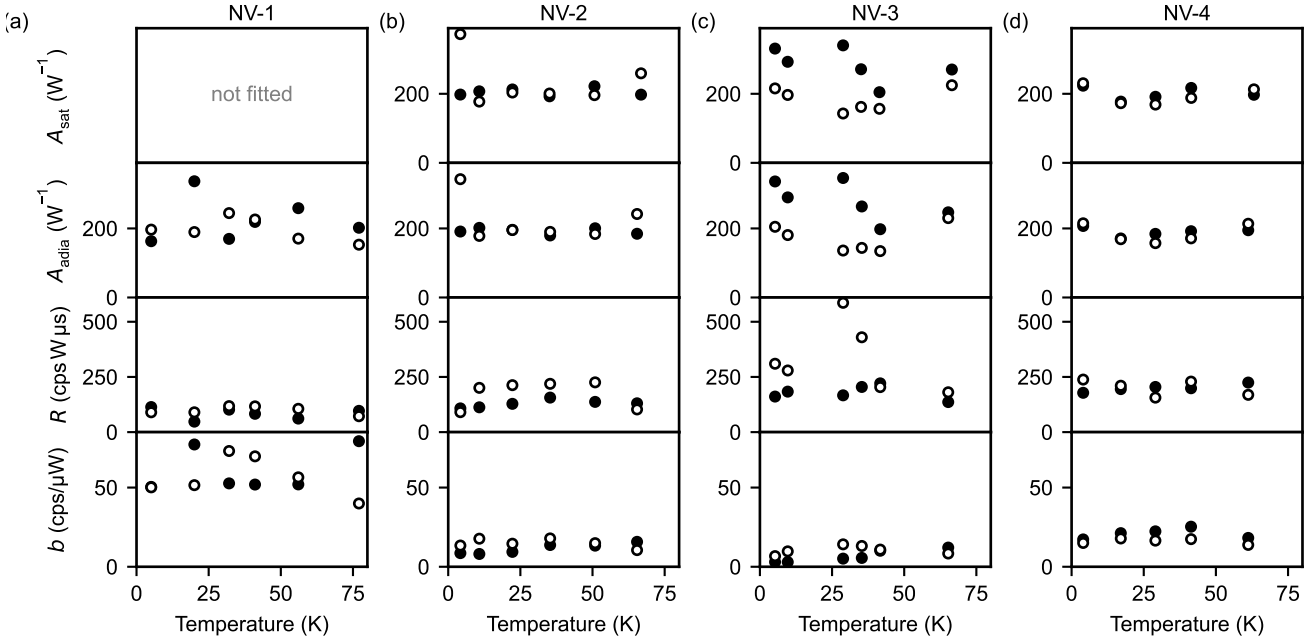 (a) NV-1 (b) NV-2 (c) NV-3 (d) NV-4
A_sat (W⁻¹)
not fitted
200 200 200
0 0 0
A_adia (W⁻¹)
200 200 200 200
0 0 0 0
R (cps W µs)
500 500 500 500
250 250 250 250
0 0 0 0
b (cps/µW)
50 50 50 50
0 0 0 0
0 25 50 75 0 25 50 75 0 25 50 75 0 25 50 75
Temperature (K) Temperature (K) Temperature (K) Temperature (K)